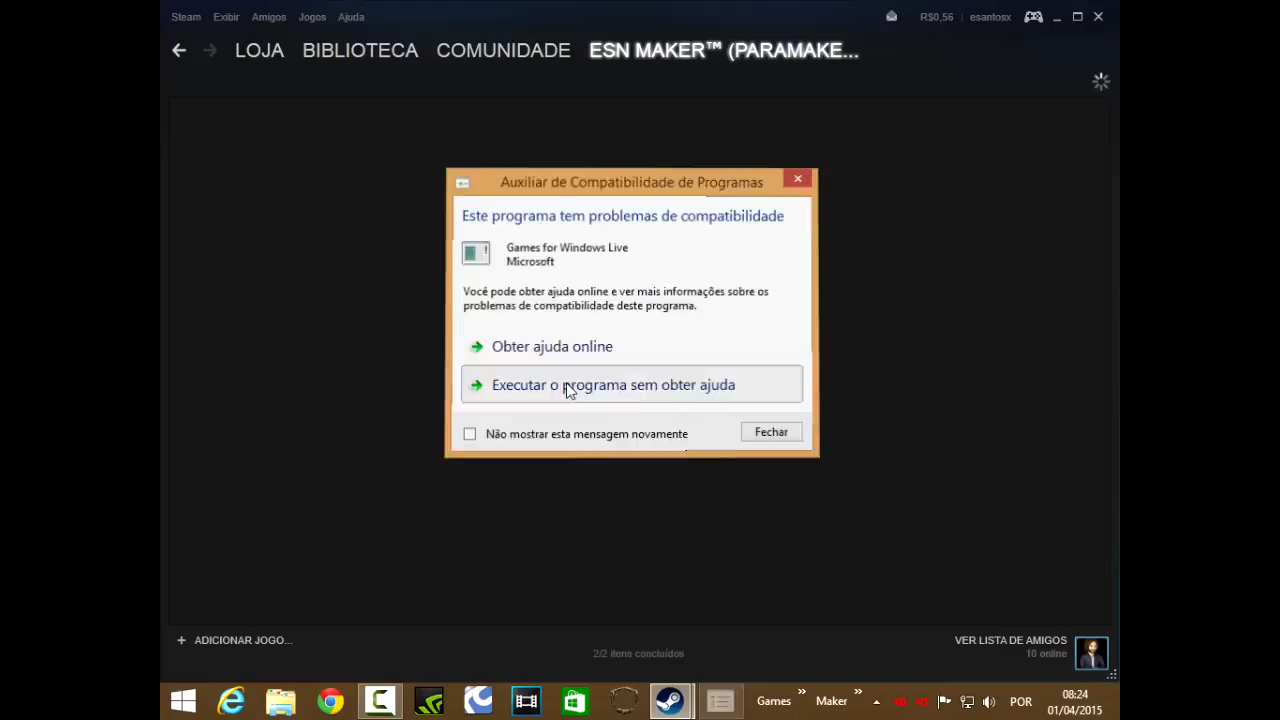 Steam Exibir Amigos Jogos Ajuda
R$0,56 | esantosx
LOJA BIBLIOTECA COMUNIDADE ESN MAKER™ (PARAMAKE...
Auxiliar de Compatibilidade de Programas
Este programa tem problemas de compatibilidade
Games for Windows Live
Microsoft
Você pode obter ajuda online e ver mais informações sobre os
problemas de compatibilidade deste programa.
Obter ajuda online
Executar o programa sem obter ajuda
Não mostrar esta mensagem novamente
Fechar
+ ADICIONAR JOGO...
VER LISTA DE AMIGOS
2/2 itens concluídos
10 online
Games » Maker » POR
08:24
01/04/2015